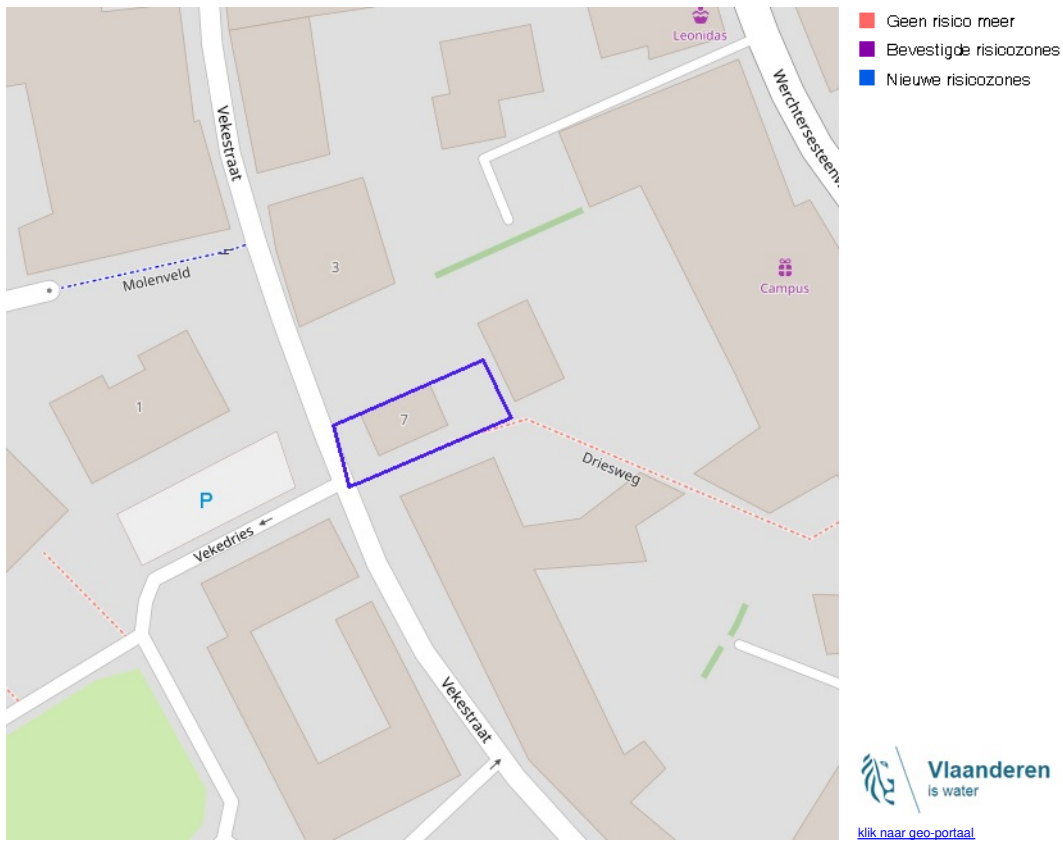 Leonidas
Werchtersesteenw
Vekestraat
Molenveld
3
Campus
1
7
Driesweg
P
Vekedries
Vekestraat
Geen risico meer
Bevestigde risicozones
Nieuwe risicozones
Vlaanderen
is water
klik naar geo-portaal